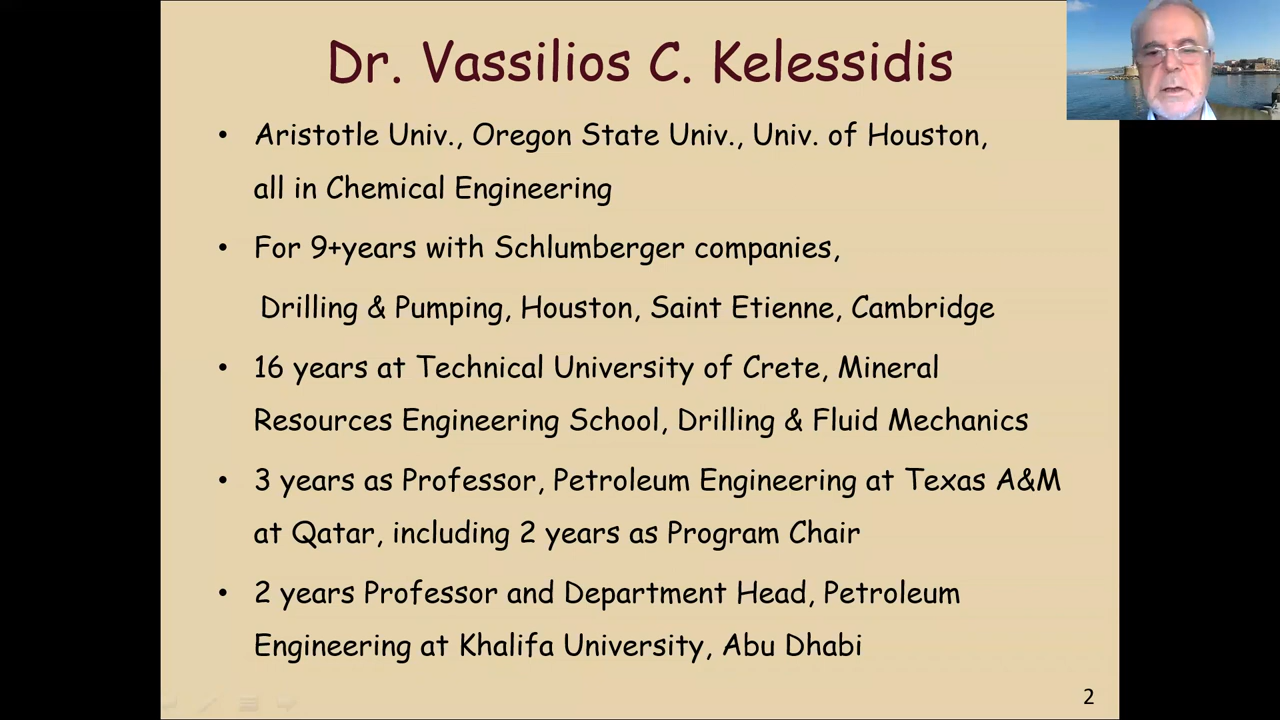 Dr. Vassilios C. Kelessidis
• Aristotle Univ., Oregon State Univ., Univ. of Houston,
all in Chemical Engineering
• For 9+years with Schlumberger companies,
Drilling & Pumping, Houston, Saint Etienne, Cambridge
• 16 years at Technical University of Crete, Mineral
Resources Engineering School, Drilling & Fluid Mechanics
• 3 years as Professor, Petroleum Engineering at Texas A&M
at Qatar, including 2 years as Program Chair
• 2 years Professor and Department Head, Petroleum
Engineering at Khalifa University, Abu Dhabi
2